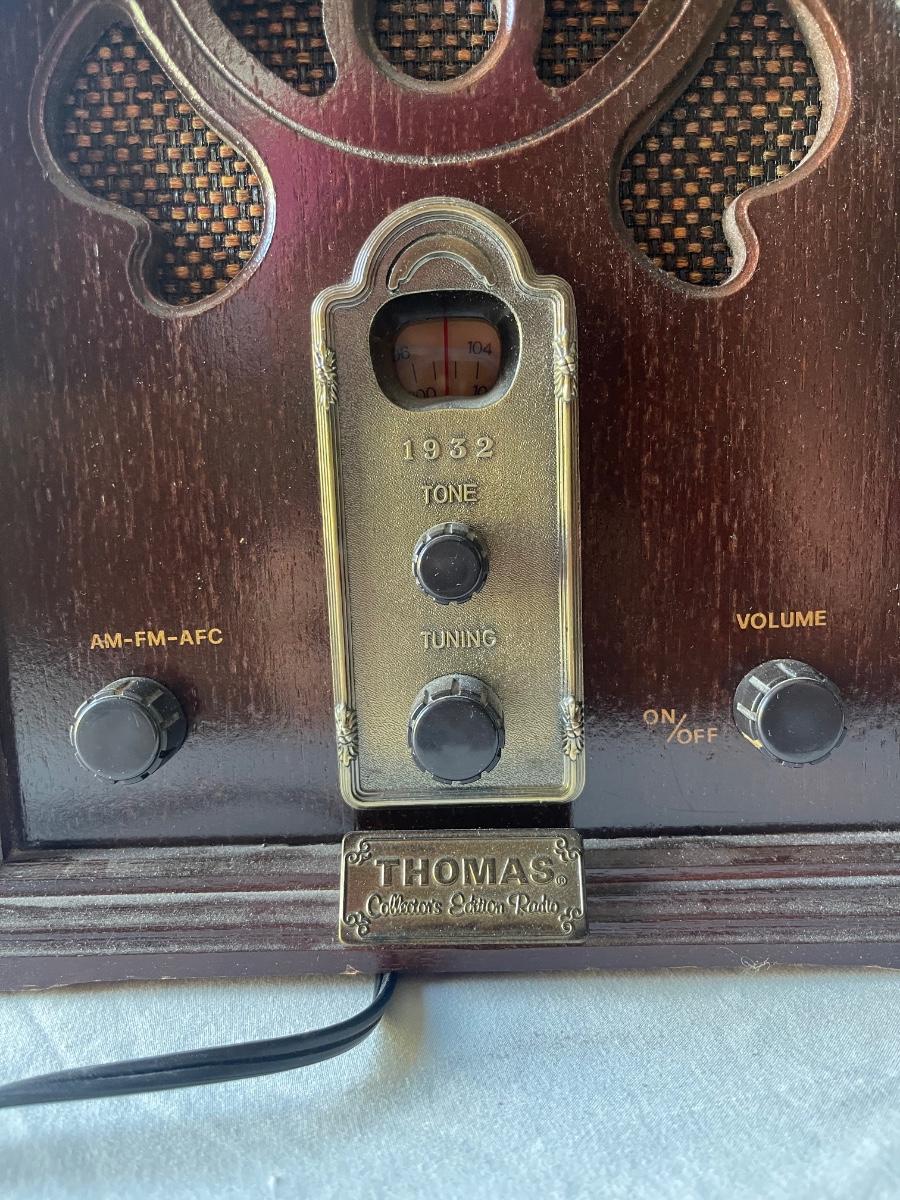 104
1932
TONE
AM-FM-AFC
TUNING
VOLUME
ON/OFF
THOMAS®
Collector's Edition Radio